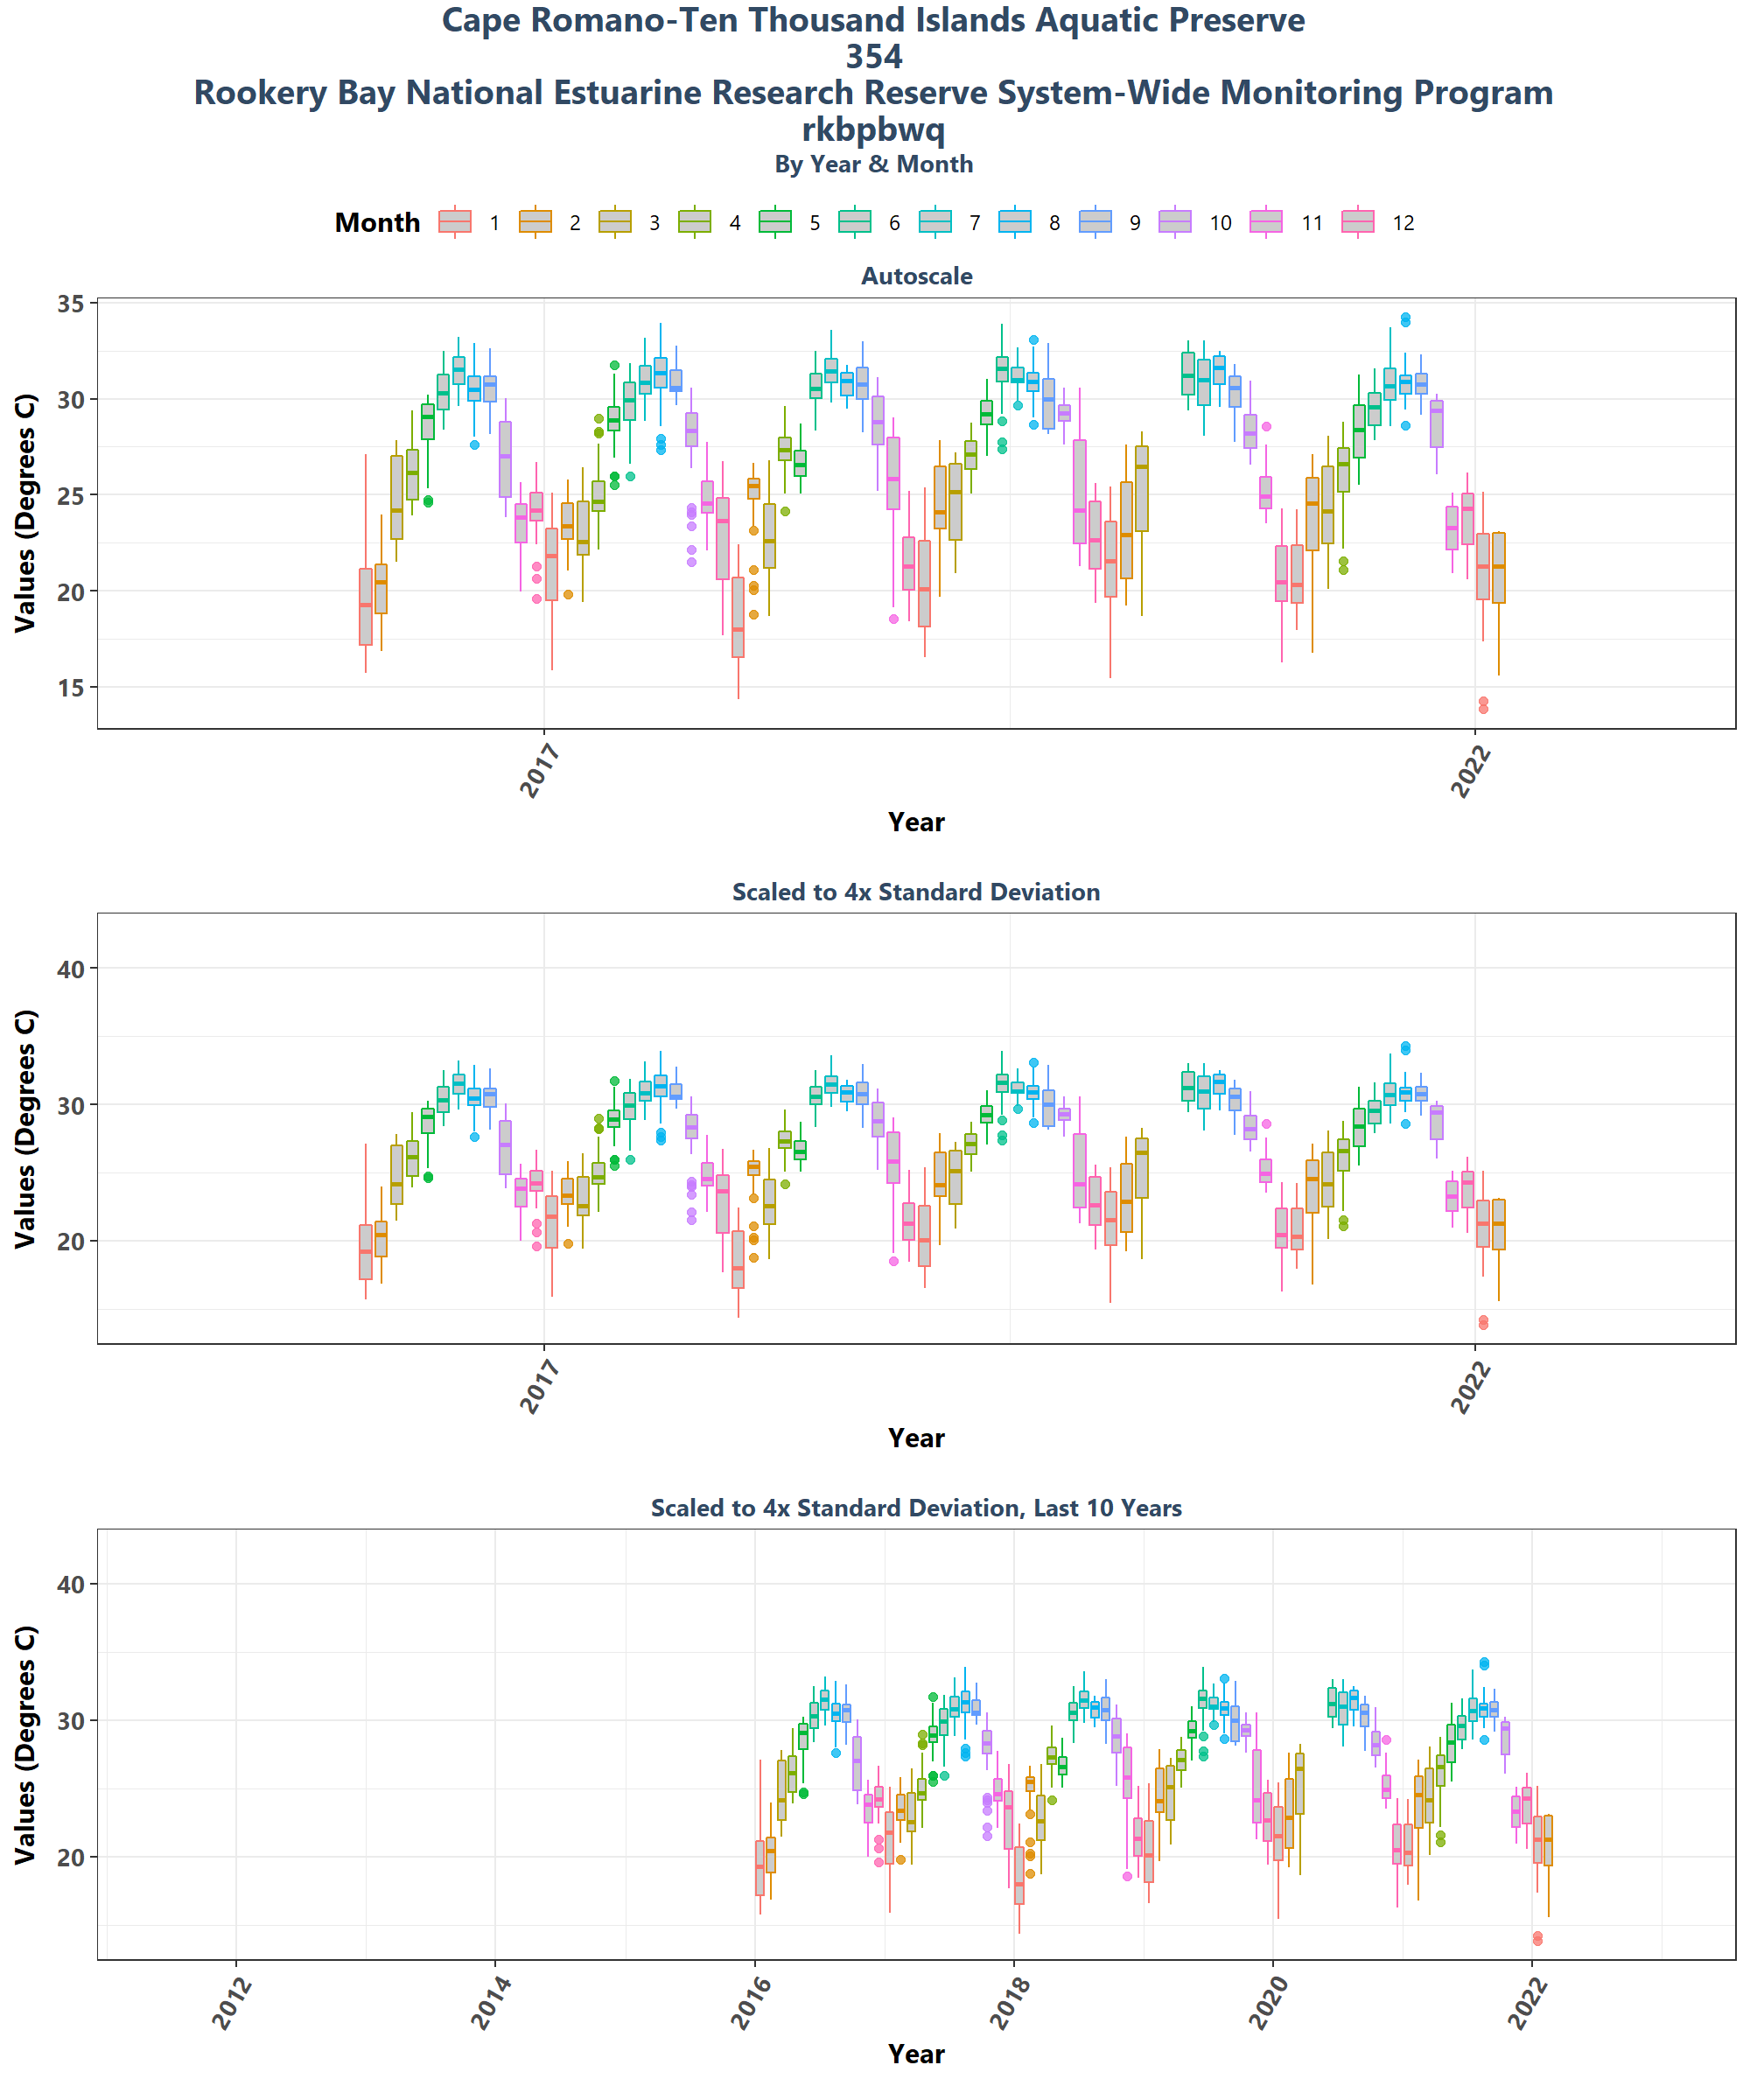 Cape Romano-Ten Thousand Islands Aquatic Preserve
354
Rookery Bay National Estuarine Research Reserve System-Wide Monitoring Program
rkbpbwq
By Year & Month
Month 1 2 3 4 5 6 7 8 9 10 11 12
Autoscale
Values (Degrees C)
35
30
25
20
15
2017 2022
Year
Scaled to 4x Standard Deviation
Values (Degrees C)
40
30
20
2017 2022
Year
Scaled to 4x Standard Deviation, Last 10 Years
Values (Degrees C)
40
30
20
2012 2014 2016 2018 2020 2022
Year